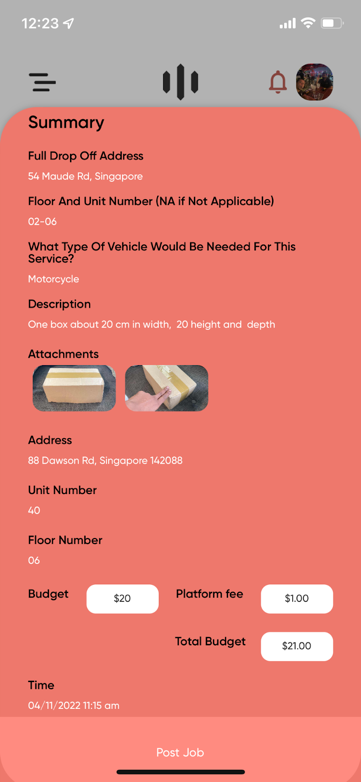 12:23
Summary
Full Drop Off Address
54 Maude Rd, Singapore
Floor And Unit Number (NA if Not Applicable)
02-06
What Type Of Vehicle Would Be Needed For This
Service?
Motorcycle
Description
One box about 20 cm in width, 20 height and depth
Attachments
Address
88 Dawson Rd, Singapore 142088
Unit Number
40
Floor Number
06
Budget $20 Platform fee $1.00
Total Budget $21.00
Time
04/11/2022 11:15 am
Post Job